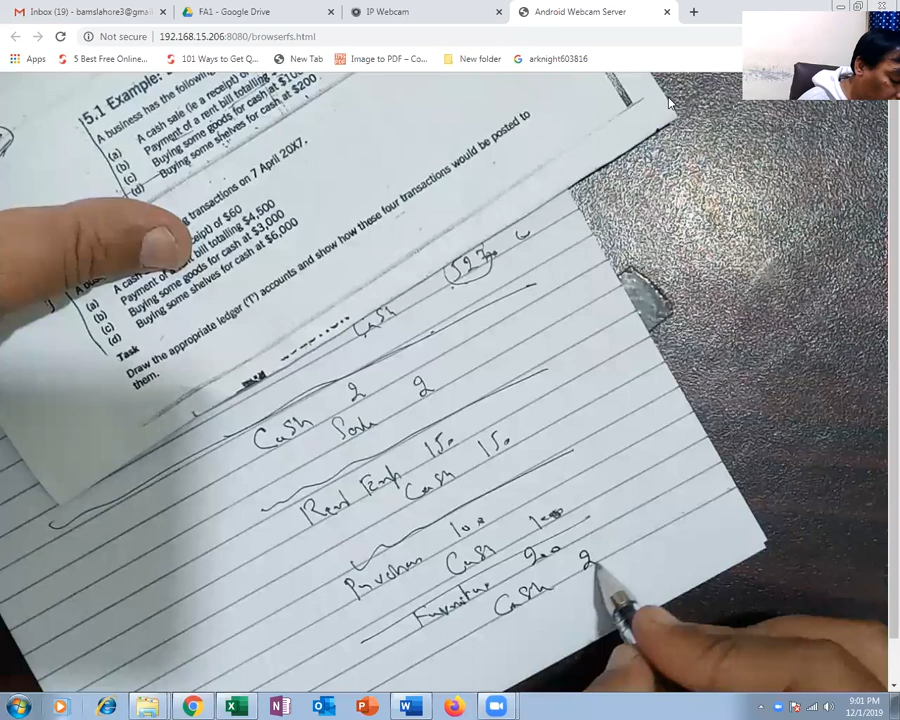 Inbox (19) - bamslahore3@gmai
FA1 - Google Drive
IP Webcam
Android Webcam Server
Not secure
192.168.15.206:8080/browserfs.html
Apps
5 Best Free Online...
101 Ways to Get Q...
New Tab
Image to PDF - Co...
New folder
arknight603816
5.1 Example:
A business has the following
(a) A cash sale (ie a receipt) of
(b) Payment of a rent bill totalling
(c) Buying some goods for cash at $100
(d) Buying some shelves for cash at $200
ng transactions on 7 April 20X7.
(a) A cash ceipt) of $60
(b) Payment of bill totalling $4,500
(c) Buying some goods for cash at $3,000
(d) Buying some shelves for cash at $6,000
Task
Draw the appropriate ledger ('T') accounts and show how these four transactions would be posted to
them.
Cash
Cash 2
Sale 2
Rent Exp 150
Cash 150
Purchas 100
Cash 100
Furniture 200
Cash 2
9:01 PM
12/1/2019